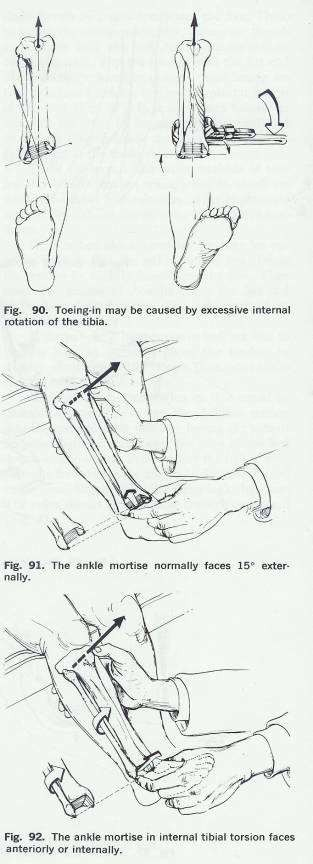 Fig. 90. Toeing-in may be caused by excessive internal
rotation of the tibia.
Fig. 91. The ankle mortise normally faces 15° exter-
nally.
Fig. 92. The ankle mortise in internal tibial torsion faces
anteriorly or internally.